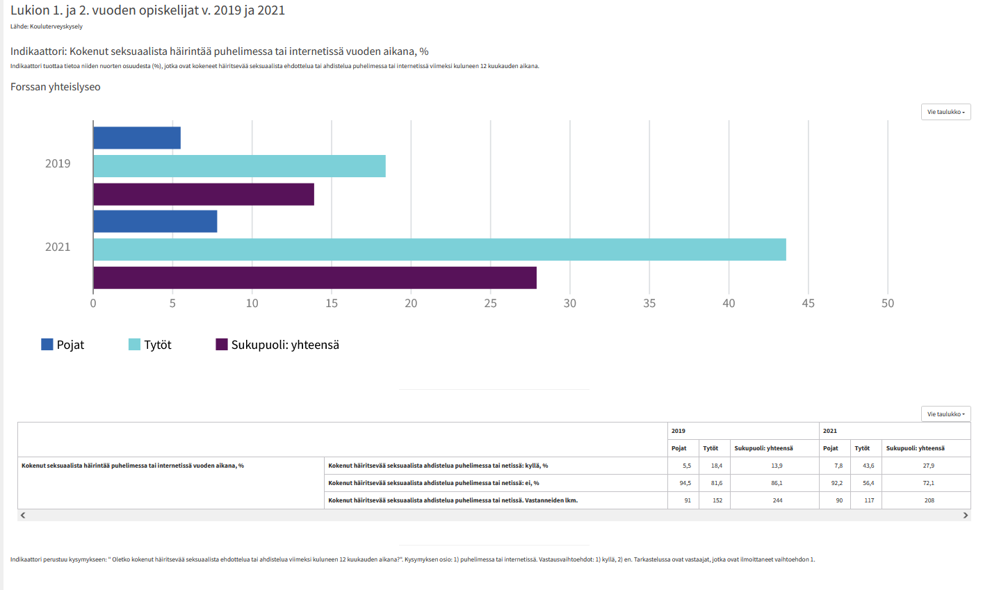 Lukion 1. ja 2. vuoden opiskelijat v. 2019 ja 2021
Lähde: Kouluterveyskysely
Indikaattori: Kokenut seksuaalista häirintää puhelimessa tai internetissä vuoden aikana, %
Indikaattori tuottaa tietoa niiden nuorten osuudesta (%), jotka ovat kokeneet häiritsevää seksuaalista ehdottelua tai ahdistelua puhelimessa tai internetissä viimeksi kuluneen 12 kuukauden aikana.
Forssan yhteislyseo
Vie taulukko
2019
2021
0 5 10 15 20 25 30 35 40 45 50
Pojat Tytöt Sukupuoli: yhteensä
Vie taulukko
2019 2021
Pojat Tytöt Sukupuoli: yhteensä Pojat Tytöt Sukupuoli: yhteensä
Kokenut seksuaalista häirintää puhelimessa tai internetissä vuoden aikana, % Kokenut häiritsevää seksuaalista ahdistelua puhelimessa tai netissä: kyllä, % 5,5 18,4 13,9 7,8 43,6 27,9
Kokenut häiritsevää seksuaalista ahdistelua puhelimessa tai netissä: ei, % 94,5 81,6 86,1 92,2 56,4 72,1
Kokenut häiritsevää seksuaalista ahdistelua puhelimessa tai netissä. Vastanneiden lkm. 91 152 244 90 117 208
Indikaattori perustuu kysymykseen: " Oletko kokenut häiritsevää seksuaalista ehdottelua tai ahdistelua viimeksi kuluneen 12 kuukauden aikana?". Kysymyksen osio: 1) puhelimessa tai internetissä. Vastausvaihtoehdot: 1) kyllä, 2) en. Tarkastelussa ovat vastaajat, jotka ovat ilmoittaneet vaihtoehdon 1.